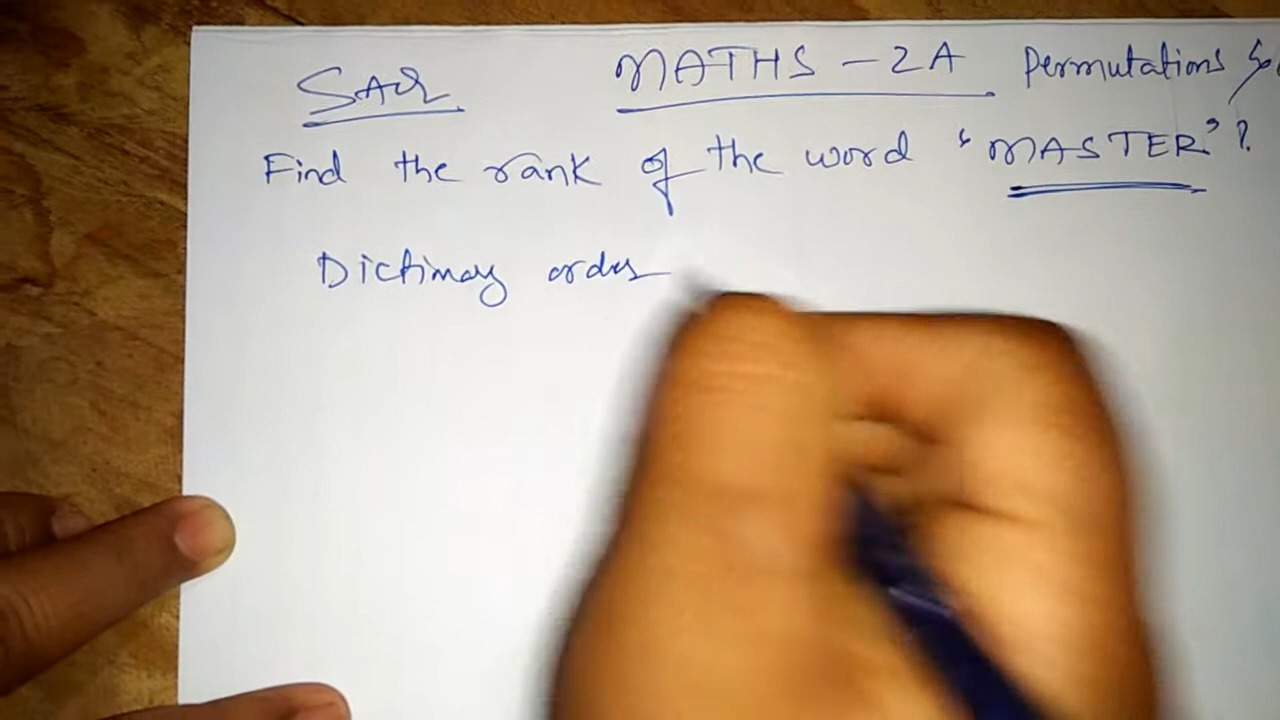 SAQ MATHS - 2A Permutations
Find the rank of the word 'MASTER'?
Dictionary order